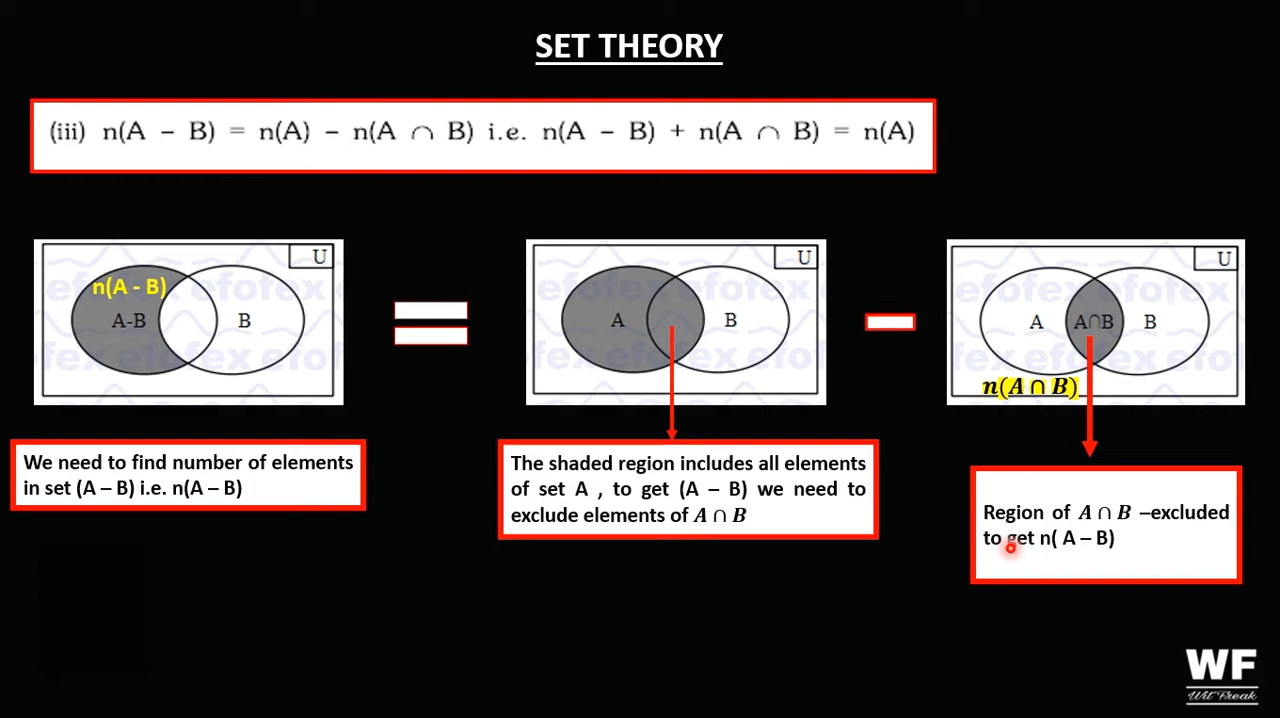 SET THEORY
(iii) n(A − B) = n(A) − n(A ∩ B) i.e. n(A − B) + n(A ∩ B) = n(A)
U
n(A - B)
A-B
B
U
A
B
U
A
A∩B
B
n(A ∩ B)
We need to find number of elements
in set (A – B) i.e. n(A – B)
The shaded region includes all elements
of set A , to get (A – B) we need to
exclude elements of A ∩ B
Region of A ∩ B –excluded
to get n( A – B)
WF
Wit Freak